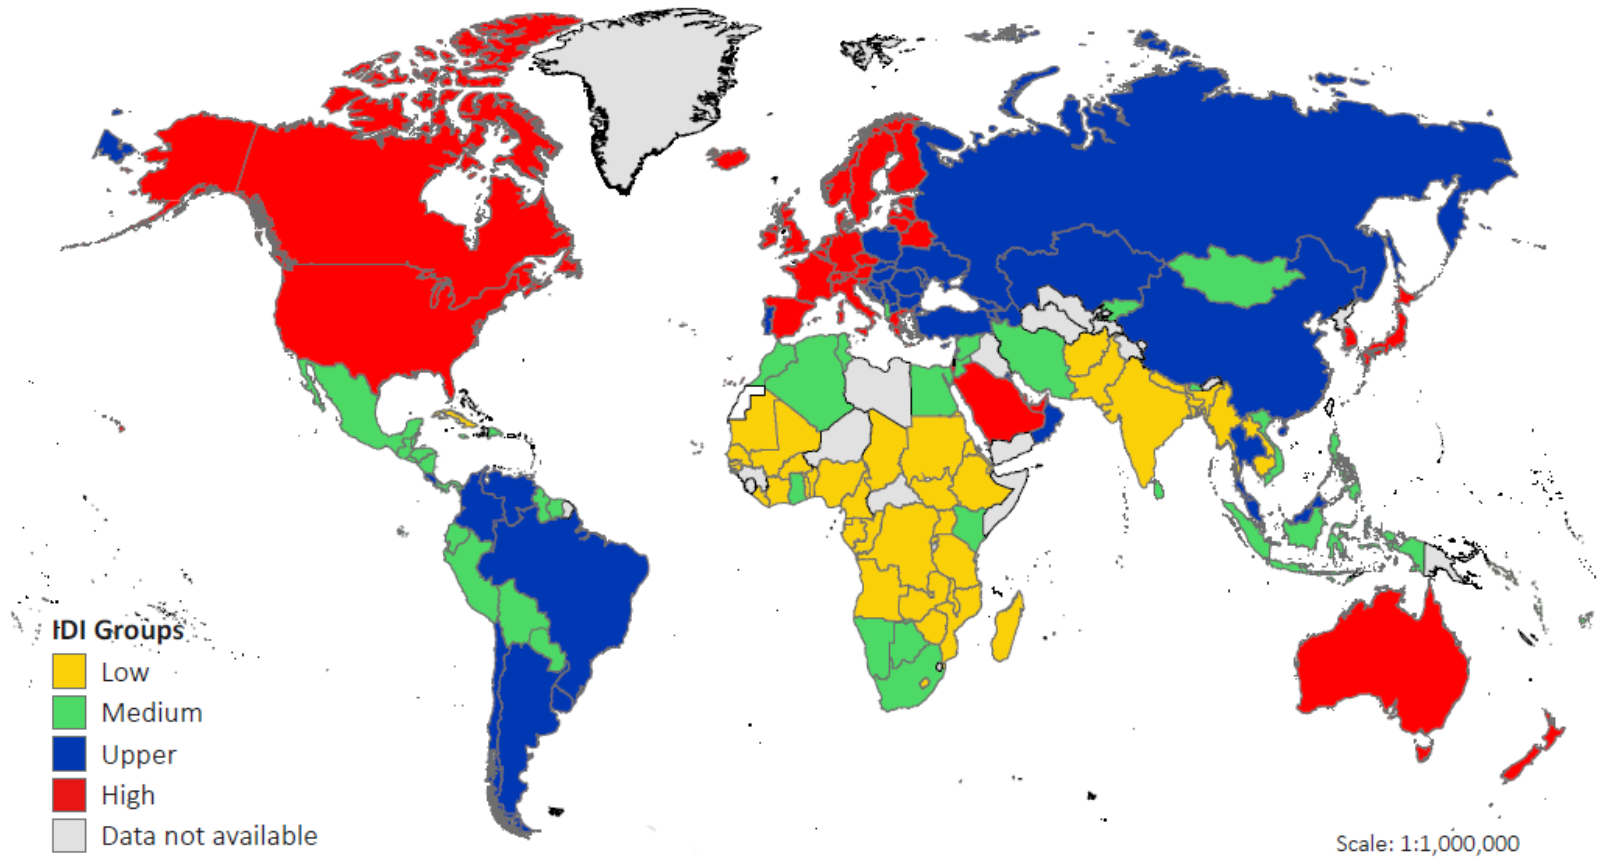 IDI Groups
Low
Medium
Upper
High
Data not available
Scale: 1:1,000,000